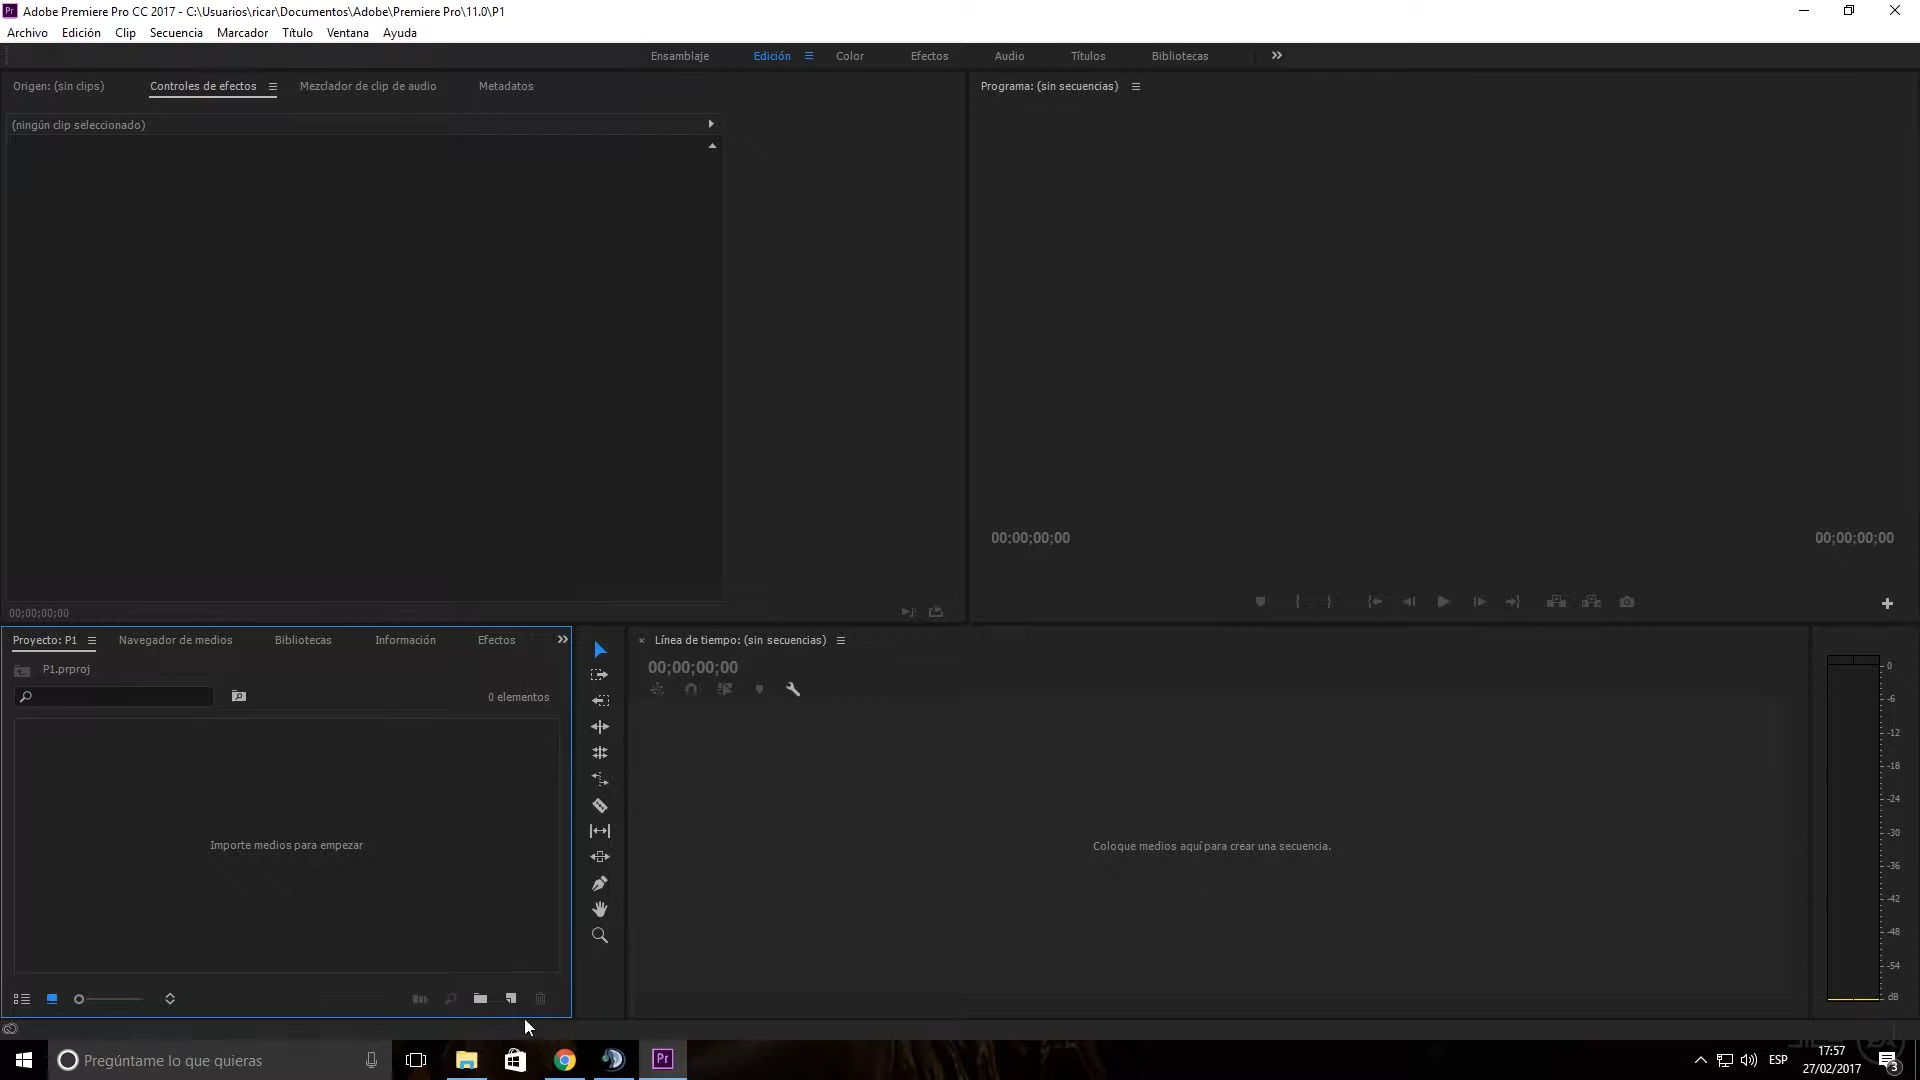 Pr Adobe Premiere Pro CC 2017 - C:\Usuarios\ricar\Documentos\Adobe\Premiere Pro\11.0\P1
Archivo Edición Clip Secuencia Marcador Título Ventana Ayuda
Ensamblaje Edición Color Efectos Audio Títulos Bibliotecas
Origen: (sin clips) Controles de efectos Mezclador de clip de audio Metadatos
Programa: (sin secuencias)
(ningún clip seleccionado)
00;00;00;00
00;00;00;00 00;00;00;00
Proyecto: P1 Navegador de medios Bibliotecas Información Efectos
P1.prproj
0 elementos
Importe medios para empezar
Línea de tiempo: (sin secuencias)
00;00;00;00
Coloque medios aquí para crear una secuencia.
0
-6
-12
-18
-24
-30
-36
-42
-48
-54
dB
Pregúntame lo que quieras
Pr
ESP
17:57
27/02/2017
3